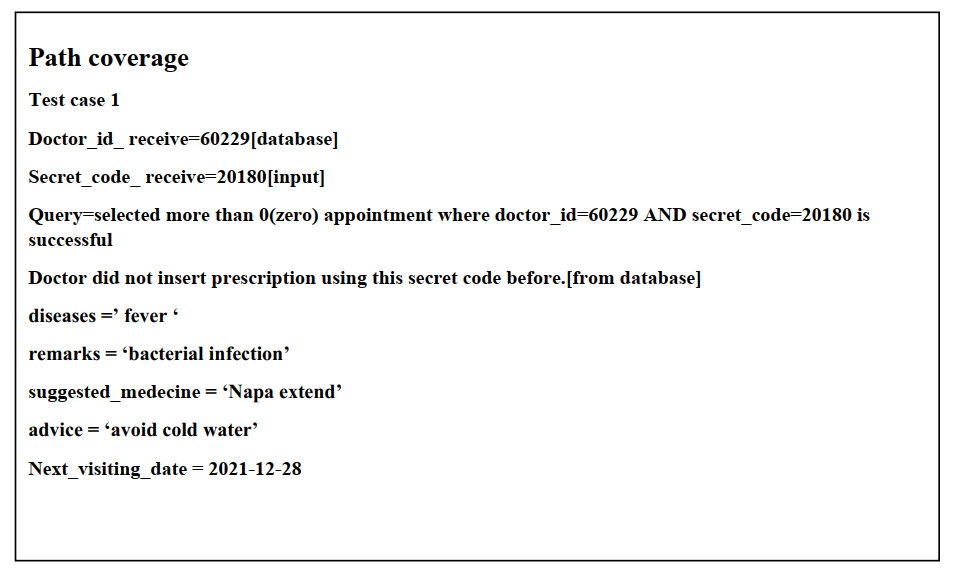 Path coverage
Test case 1
Doctor_id_ receive=60229[database]
Secret_code_ receive=20180[input]
Query=selected more than 0(zero) appointment where doctor_id=60229 AND secret_code=20180 is
successful
Doctor did not insert prescription using this secret code before.[from database]
diseases =’ fever ‘
remarks = ‘bacterial infection’
suggested_medecine = ‘Napa extend’
advice = ‘avoid cold water’
Next_visiting_date = 2021-12-28